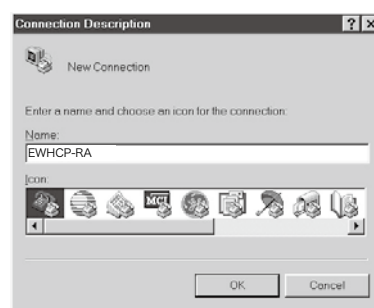 Connection Description
New Connection
Enter a name and choose an icon for the connection:
Name:
EWHCP-RA
Icon:
MCI
OK
Cancel